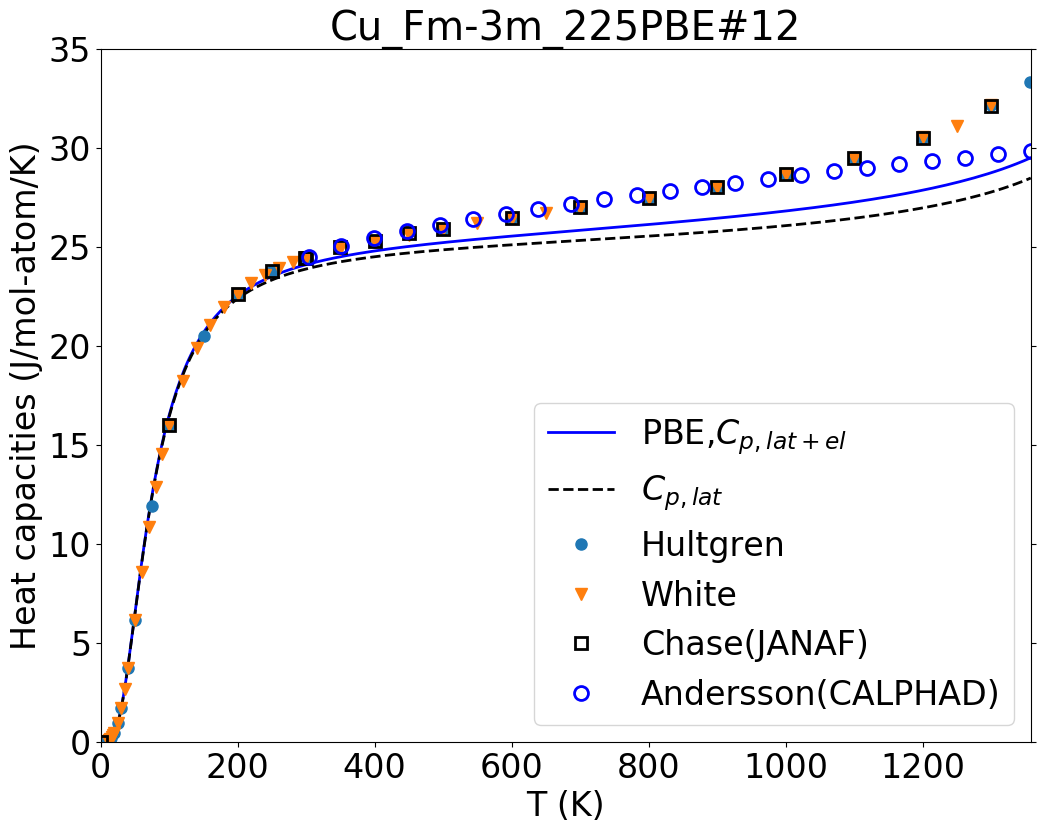 Cu_Fm-3m_225PBE#12
Heat capacities (J/mol-atom/K)
35
30
25
20
15
10
5
0
0 200 400 600 800 1000 1200
T (K)
PBE,C_{p, lat+el}
C_{p, lat}
Hultgren
White
Chase(JANAF)
Andersson(CALPHAD)